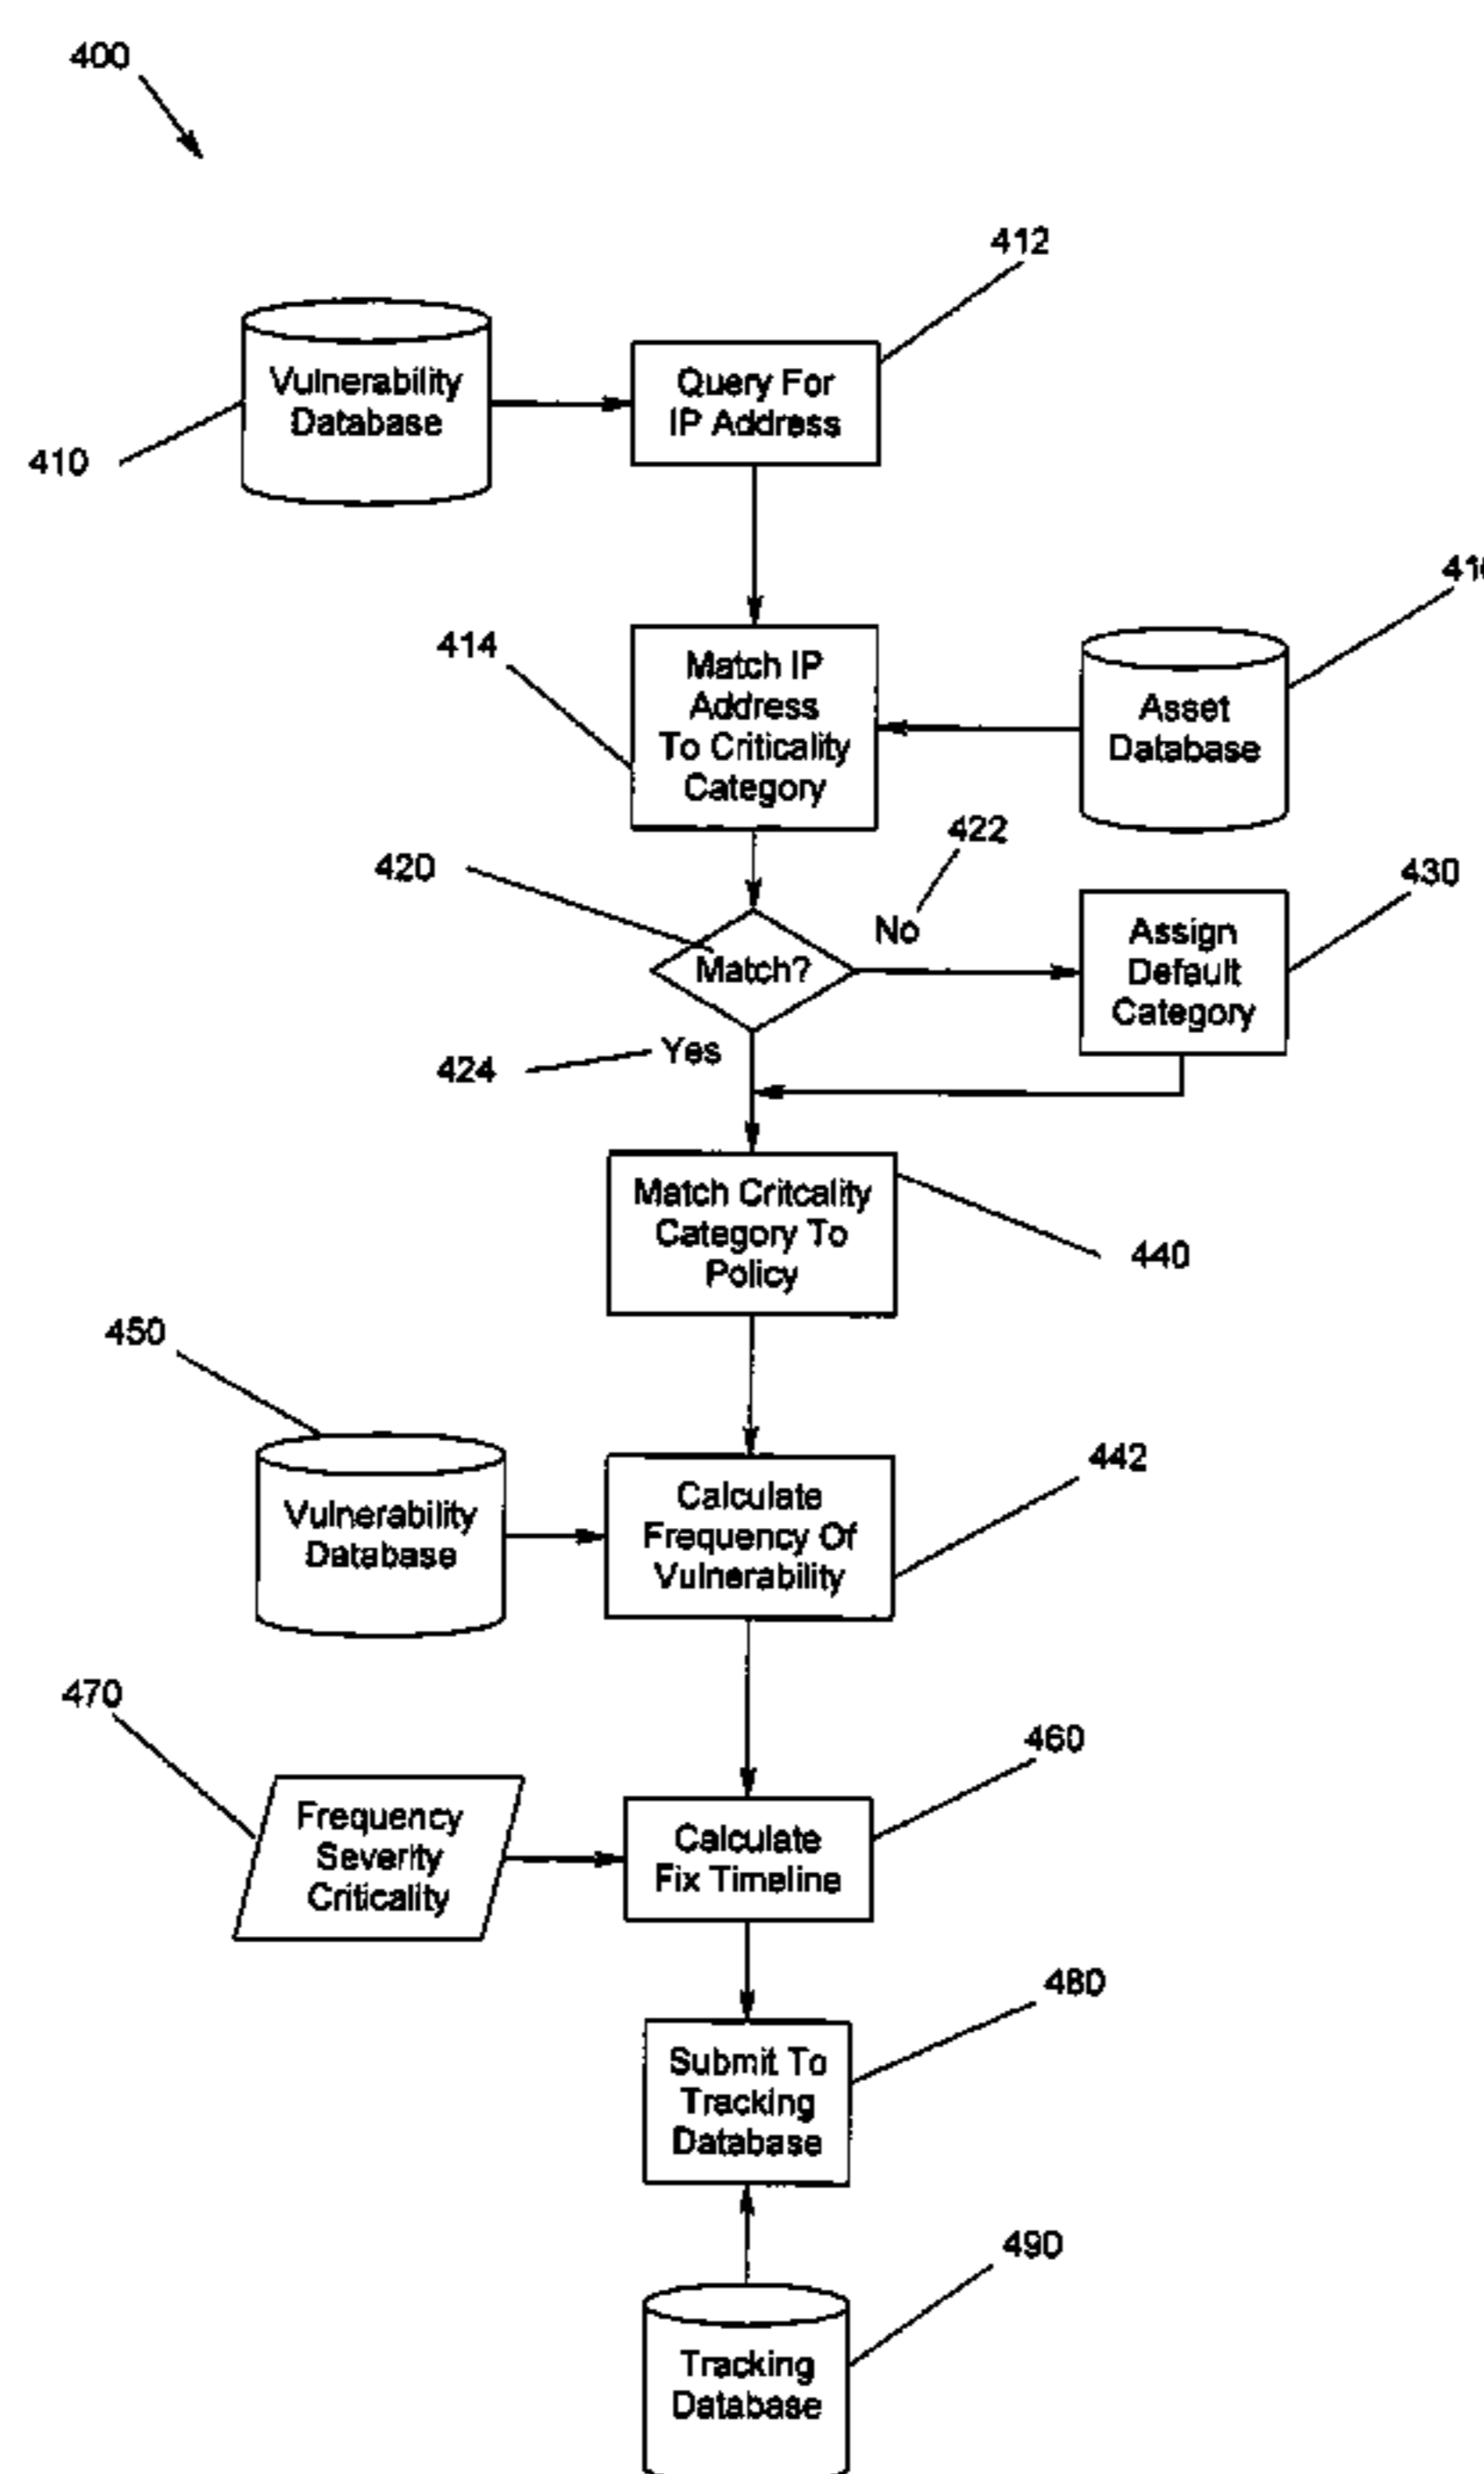 400
412
Query For
IP Address
Vulnerability
Database
410
414
Match IP
Address
To Criticality
Category
Asset
Database
420
422
No
430
Match?
Assign
Default
Category
424
Yes
Match Critcality
Category To
Policy
440
450
Vulnerability
Database
442
Calculate
Frequency Of
Vulnerability
470
Frequency
Severity
Criticality
460
Calculate
Fix Timeline
480
Submit To
Tracking
Database
490
Tracking
Database